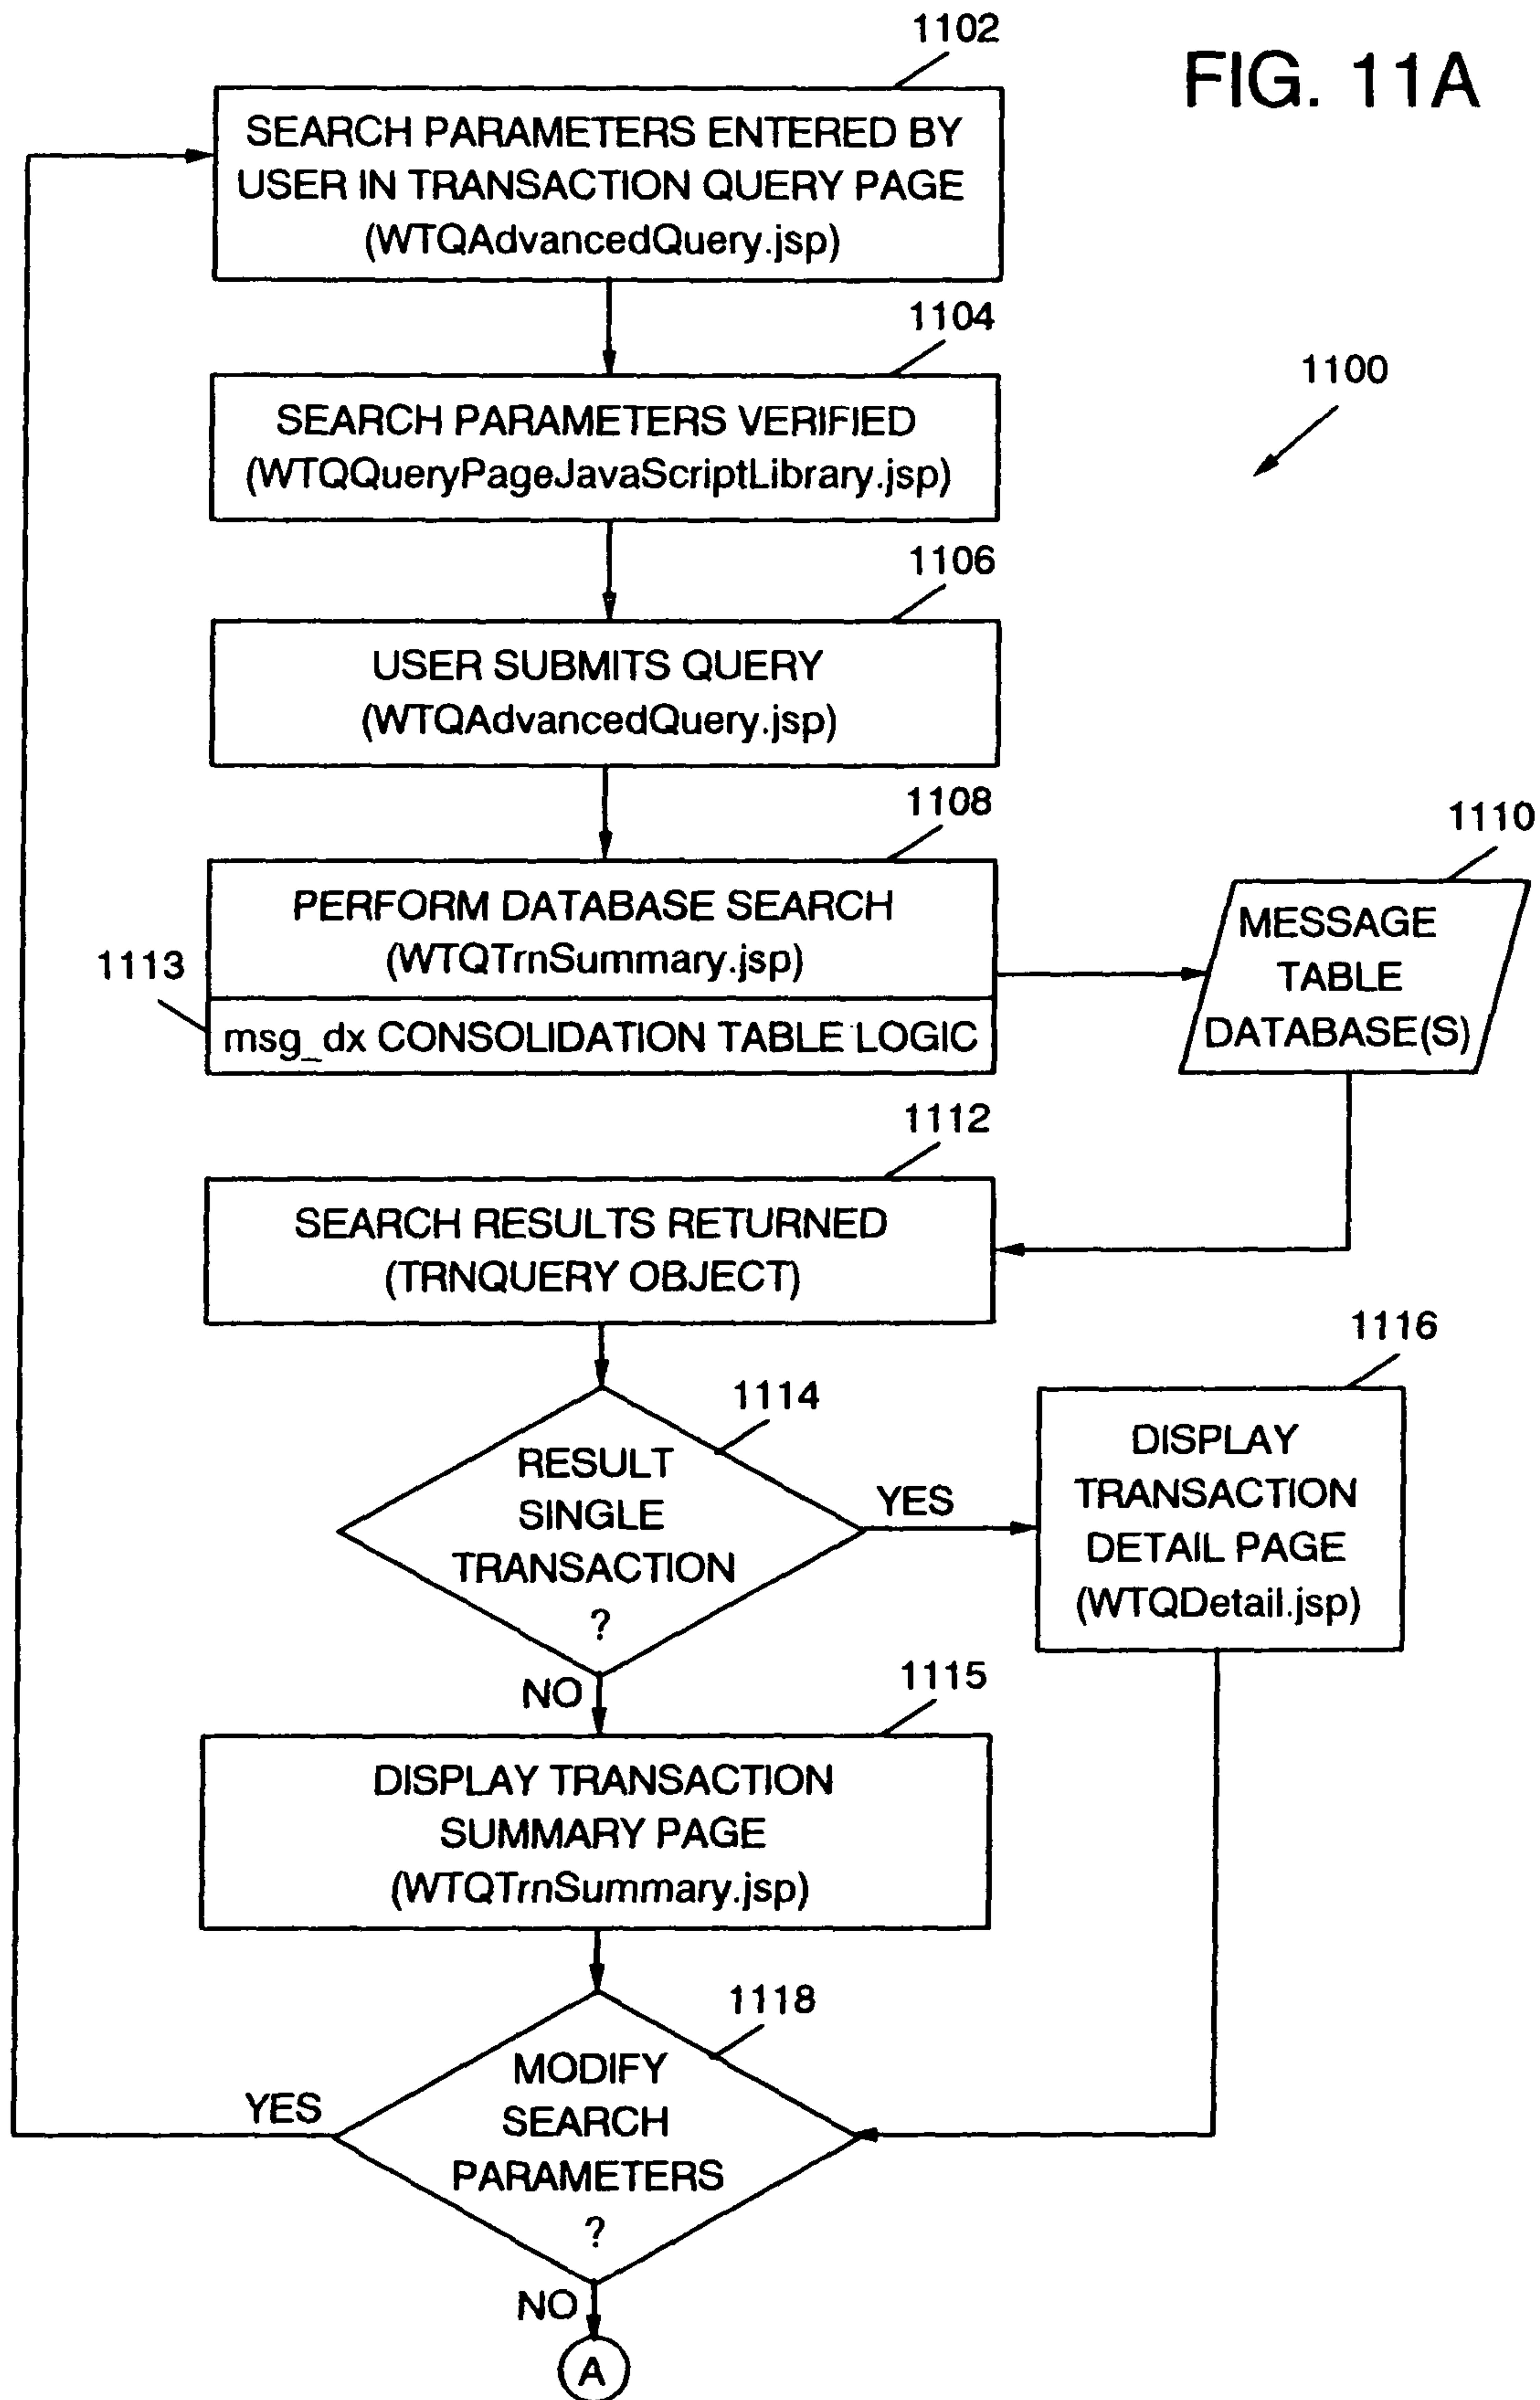 1102
FIG. 11A
SEARCH PARAMETERS ENTERED BY
USER IN TRANSACTION QUERY PAGE
(WTQAdvancedQuery.jsp)
1104
1100
SEARCH PARAMETERS VERIFIED
(WTQQueryPageJavaScriptLibrary.jsp)
1106
USER SUBMITS QUERY
(WTQAdvancedQuery.jsp)
1108
1110
PERFORM DATABASE SEARCH
(WTQTrnSummary.jsp)
1113
msg_dx CONSOLIDATION TABLE LOGIC
MESSAGE
TABLE
DATABASE(S)
1112
SEARCH RESULTS RETURNED
(TRNQUERY OBJECT)
1116
1114
RESULT
SINGLE
TRANSACTION
?
YES
DISPLAY
TRANSACTION
DETAIL PAGE
(WTQDetail.jsp)
NO
1115
DISPLAY TRANSACTION
SUMMARY PAGE
(WTQTrnSummary.jsp)
1118
MODIFY
SEARCH
PARAMETERS
?
YES
NO
A